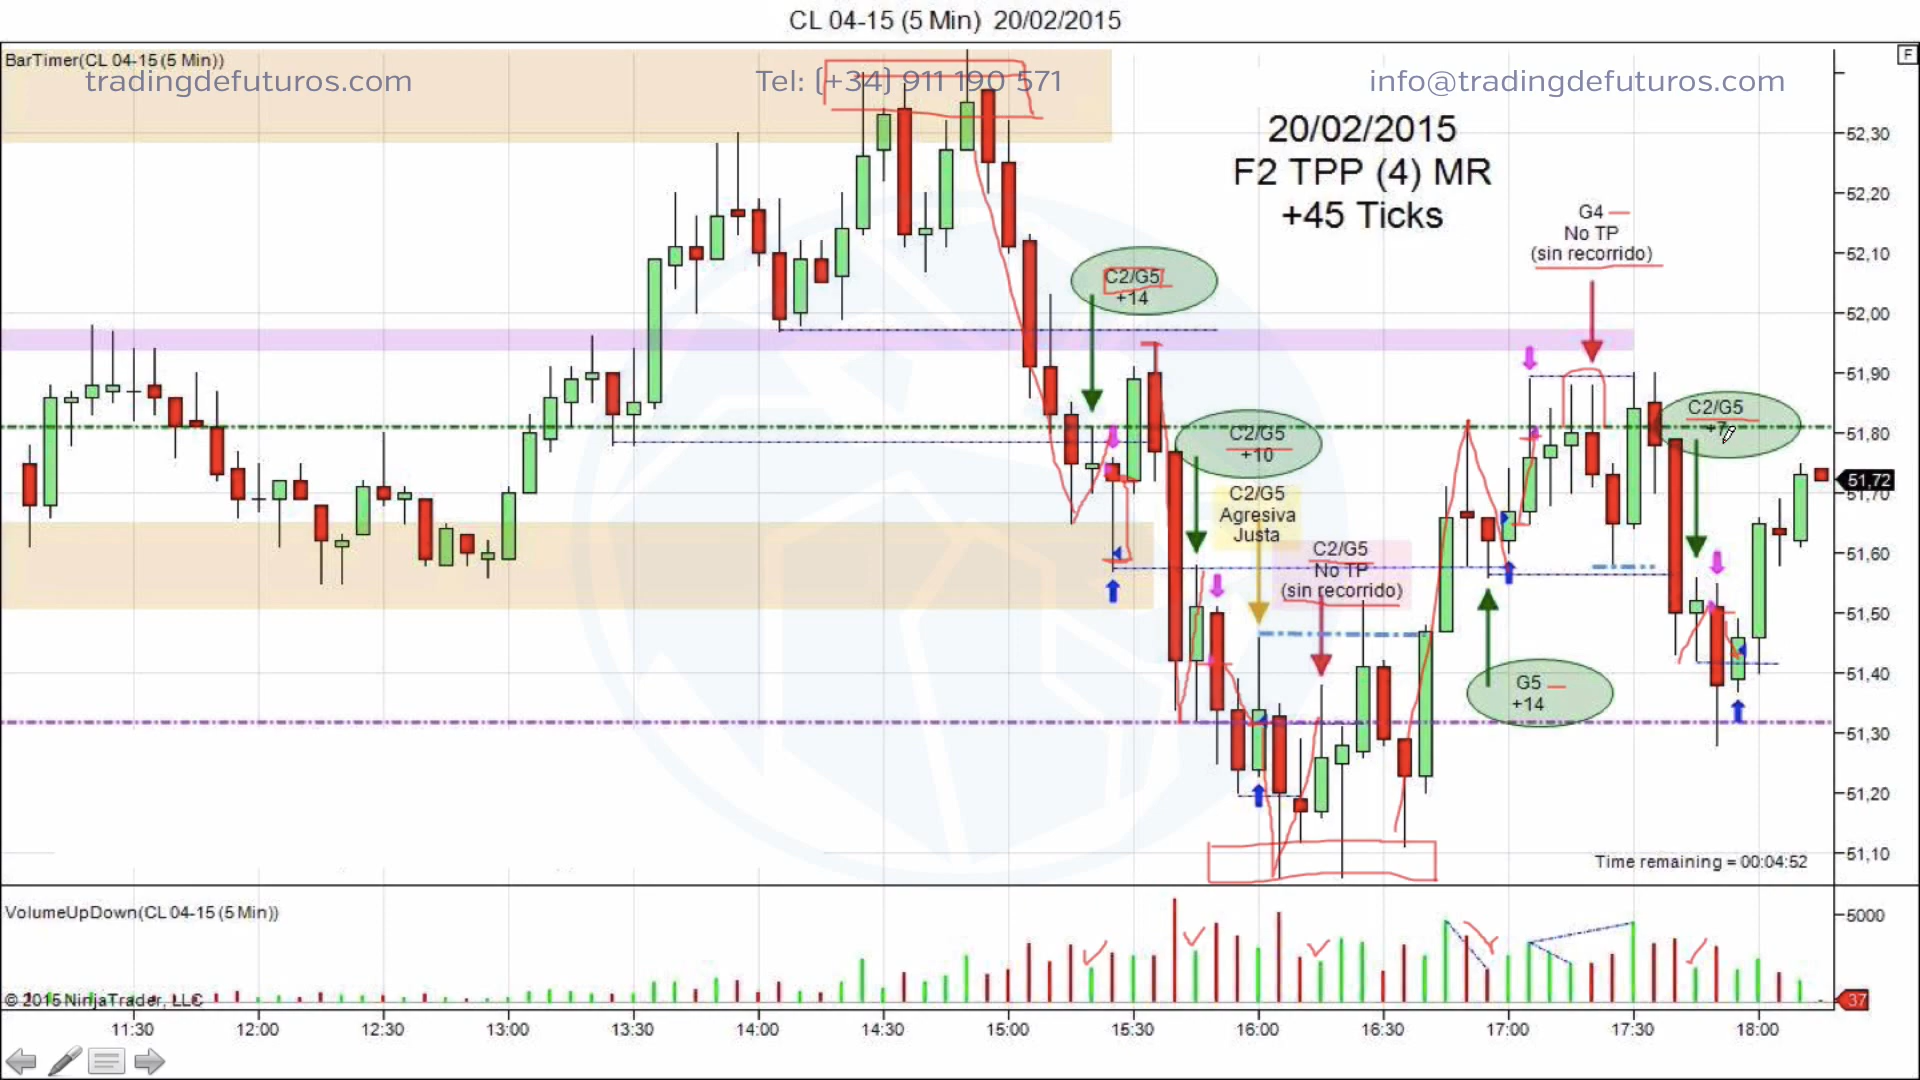 CL 04-15 (5 Min)  20/02/2015
BarTimer(CL 04-15 (5 Min))
F
tradingdefuturos.com
Tel: (+34) 911 190 571
info@tradingdefuturos.com
20/02/2015
F2 TPP (4) MR
+45 Ticks
G4
No TP
(sin recorrido)
C2/G5
+14
C2/G5
+10
C2/G5
Agresiva
Justa
C2/G5
No TP
(sin recorrido)
C2/G5
+7
G5
+14
52,30
52,20
52,10
52,00
51,90
51,80
51,72
51,70
51,60
51,50
51,40
51,30
51,20
51,10
Time remaining = 00:04:52
VolumeUpDown(CL 04-15 (5 Min))
5000
37
© 2015 NinjaTrader, LLC
11:30
12:00
12:30
13:00
13:30
14:00
14:30
15:00
15:30
16:00
16:30
17:00
17:30
18:00